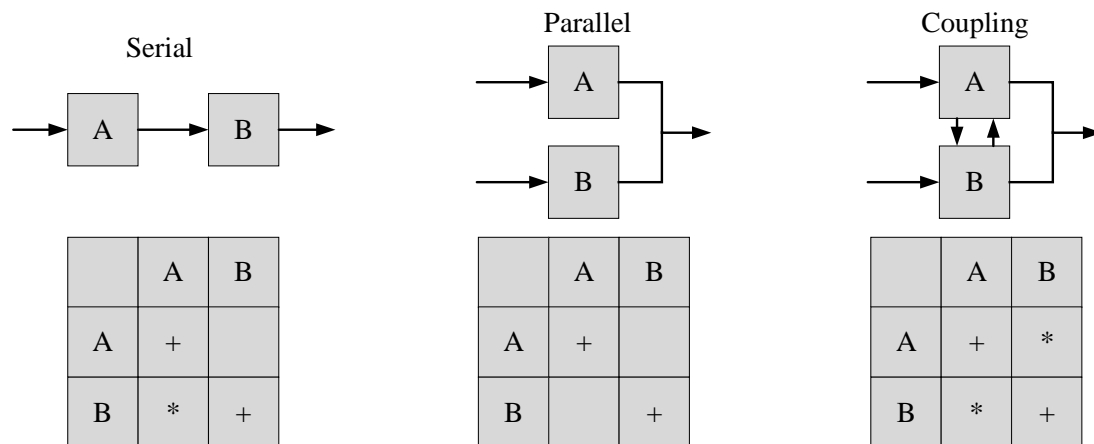 Serial
A B
A B
A +
B * +
Parallel
A
B
A B
A +
B +
Coupling
A
B
A B
A + *
B * +